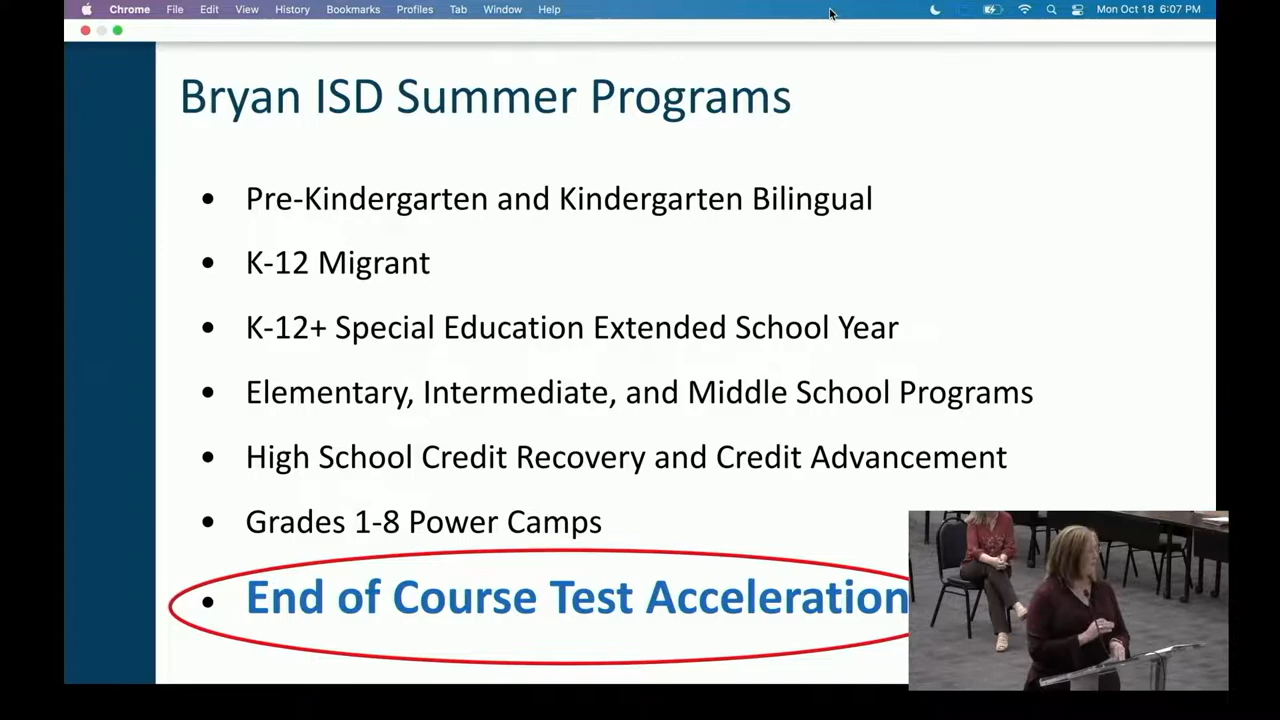 Chrome File Edit View History Bookmarks Profiles Tab Window Help Mon Oct 18 6:07 PM
Bryan ISD Summer Programs
• Pre-Kindergarten and Kindergarten Bilingual
• K-12 Migrant
• K-12+ Special Education Extended School Year
• Elementary, Intermediate, and Middle School Programs
• High School Credit Recovery and Credit Advancement
• Grades 1-8 Power Camps
• End of Course Test Acceleration